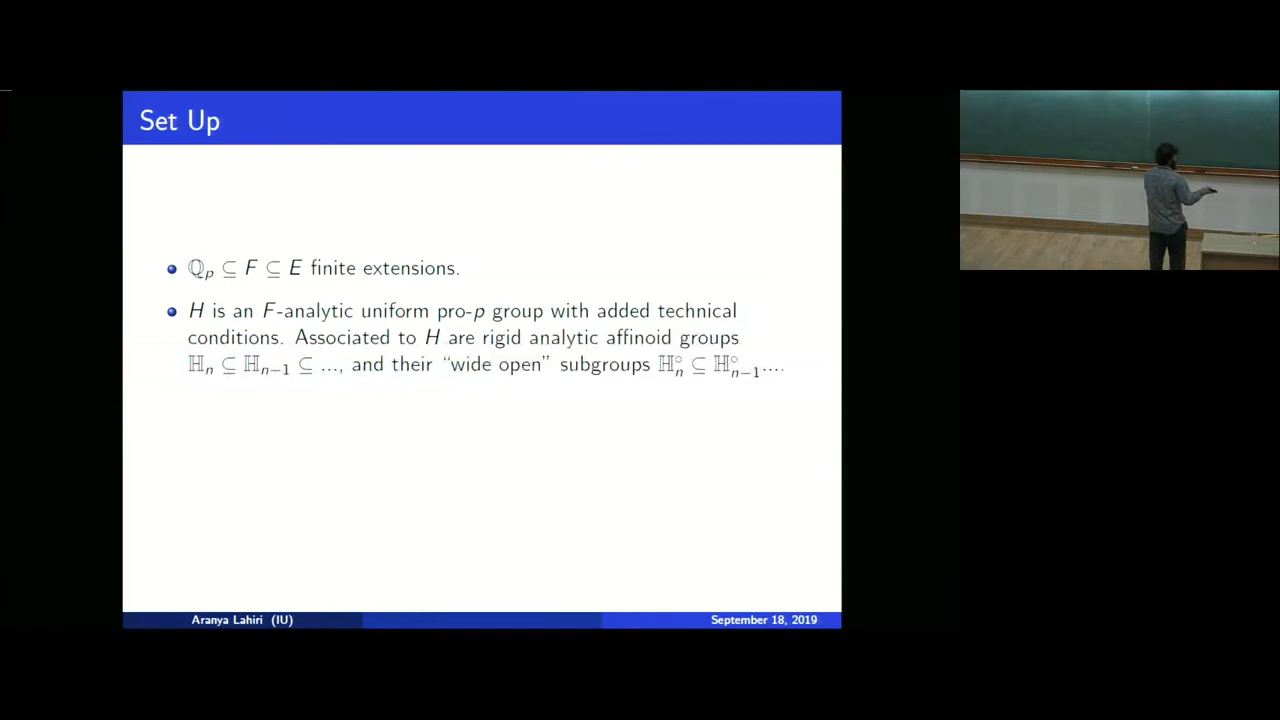 Set Up
ℚₚ ⊆ F ⊆ E finite extensions.
H is an F-analytic uniform pro-p group with added technical
conditions. Associated to H are rigid analytic affinoid groups
ℍₙ ⊆ ℍₙ₋₁ ⊆ ..., and their “wide open” subgroups ℍ°ₙ ⊆ ℍ°ₙ₋₁....
Aranya Lahiri (IU)
September 18, 2019